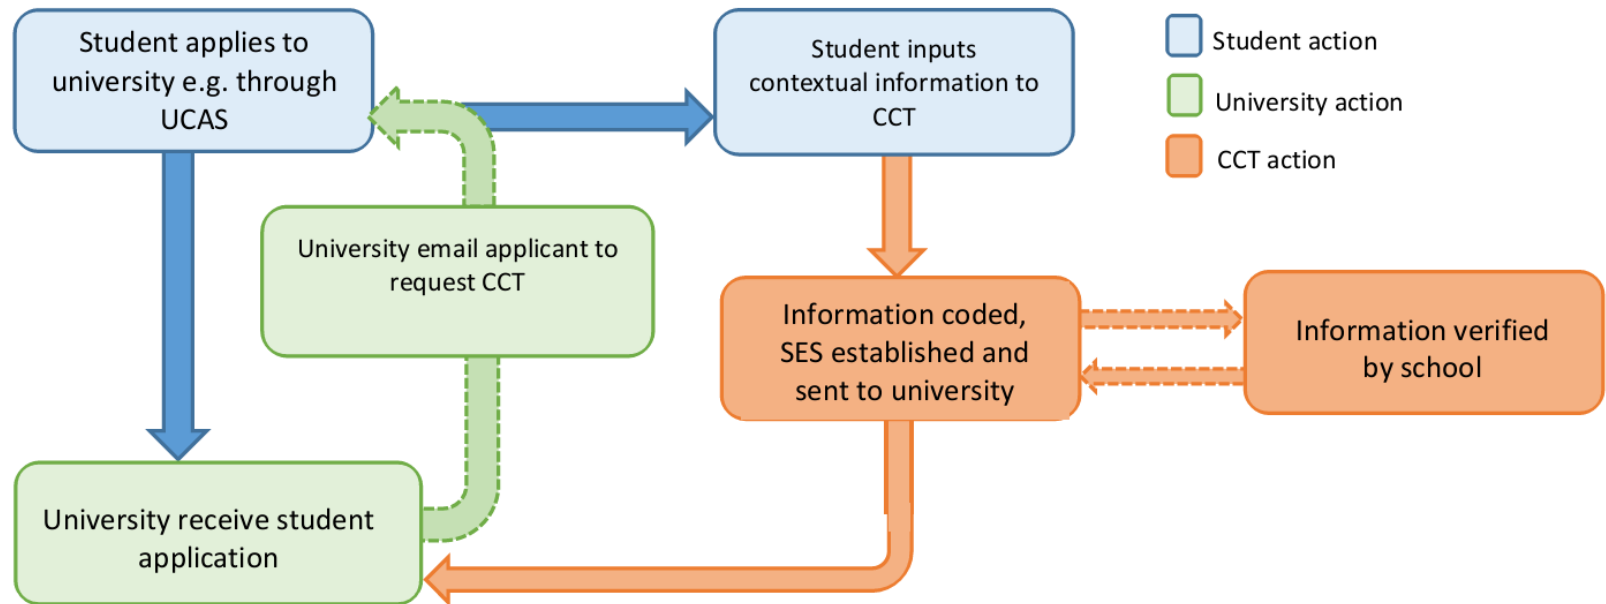 Student applies to
university e.g. through
UCAS
Student inputs
contextual information to
CCT
Student action
University action
CCT action
University email applicant to
request CCT
Information coded,
SES established and
sent to university
Information verified
by school
University receive student
application